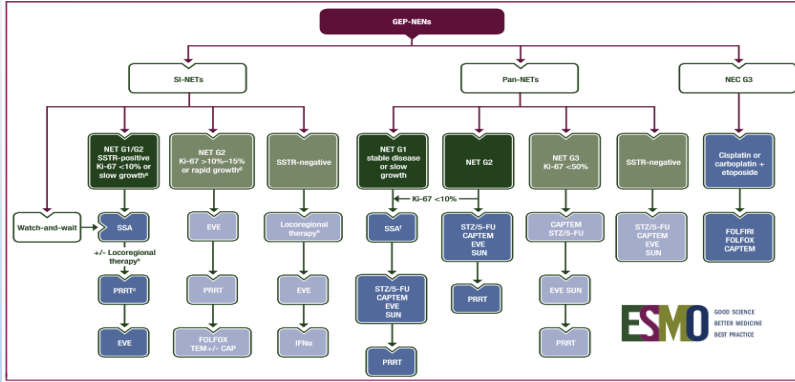 GEP-NENs
SI-NETs
Pan-NETs
NEC G3
NET G1/G2
SSTR-positive
Ki-67 <10% or
slow growthᵃ
NET G2
Ki-67 >10%–15%
or rapid growthᵍ
SSTR-negative
NET G1
stable disease
or slow
growth
NET G2
NET G3
Ki-67 <50%
SSTR-negative
Cisplatin or
carboplatin +
etoposide
Ki-67 <10%
Watch-and-wait
SSA
EVE
Locoregional
therapy
SSAᶠ
STZ/5-FU
CAPTEM
EVE
SUN
CAPTEM
STZ/5-FU
STZ/5-FU
CAPTEM
EVE
SUN
FOLFIRI
FOLFOX
CAPTEM
+/- Locoregional
therapyᵇ
PRRTᶜ
PRRT
EVE
STZ/5-FU
CAPTEM
EVE
SUN
PRRT
EVE SUN
EVE
FOLFOX
TEM+/- CAP
IFNα
PRRT
PRRT
ESMO
GOOD SCIENCE
BETTER MEDICINE
BEST PRACTICE